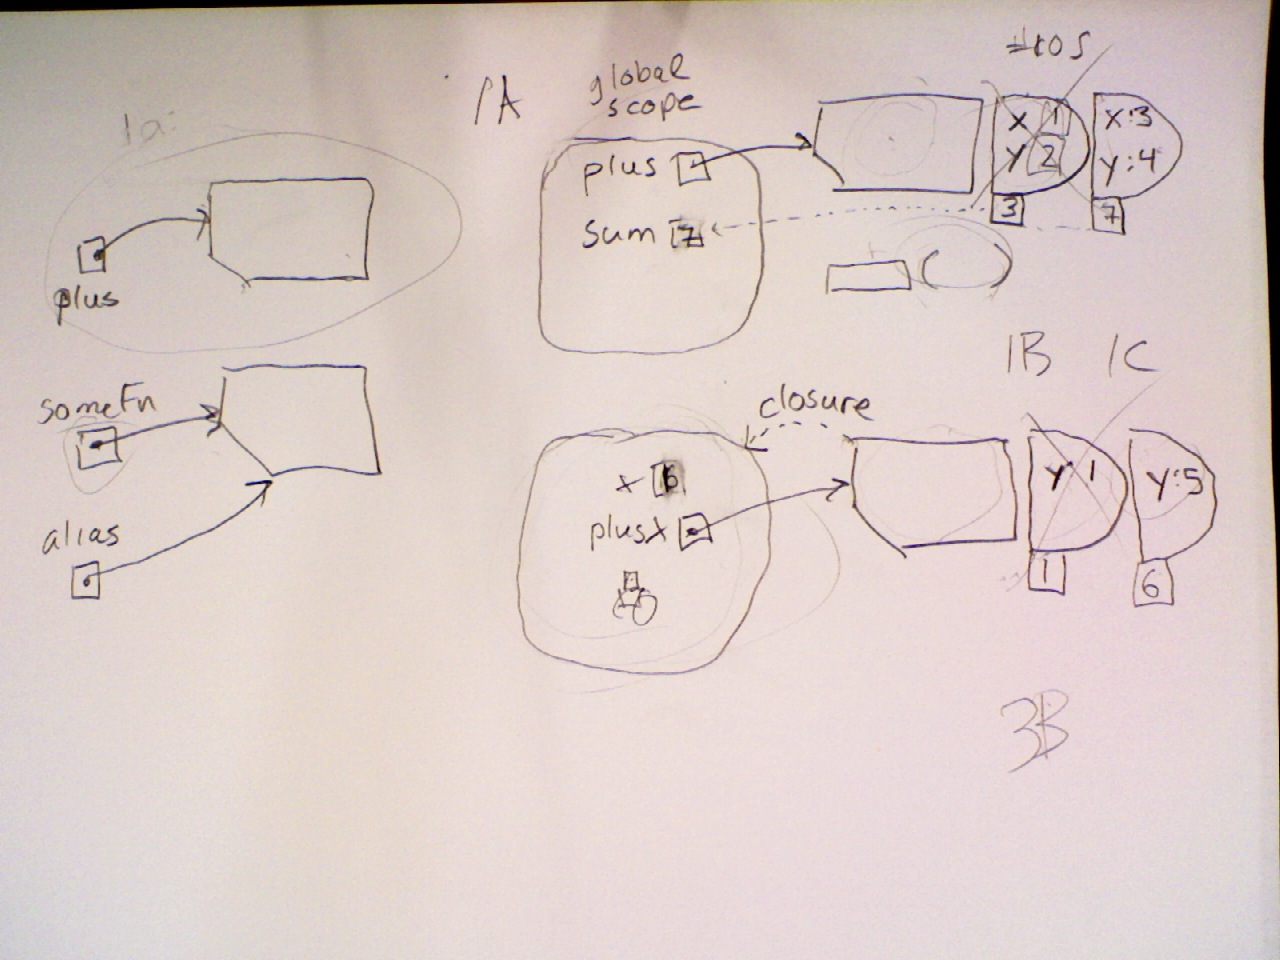 1a:
plus
someFn
alias
1A
global
scope
plus
sum 7
x 1
y 2
3
x:3
y:4
7
( )
1B
1C
closure
x 6
plusX
y:1
1
y:5
6
3B